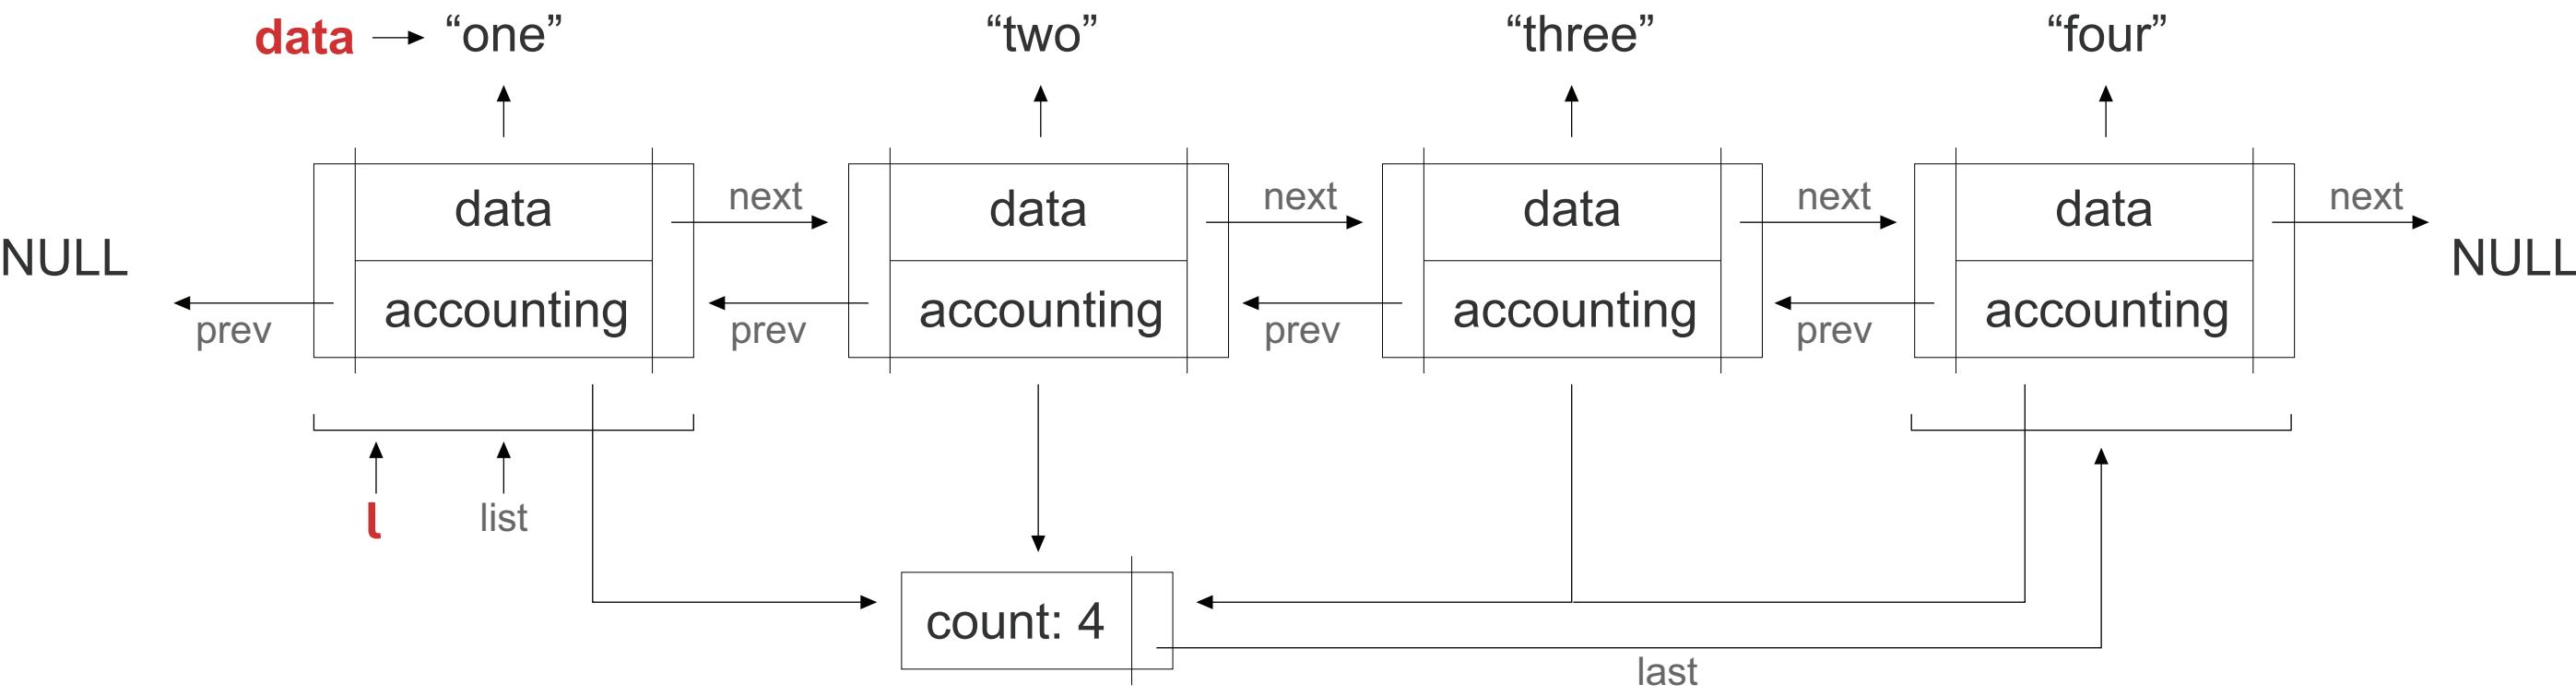 data “one” “two” “three” “four”
data next data next data next data next
NULL NULL
prev accounting prev accounting prev accounting prev accounting
l list
count: 4
last